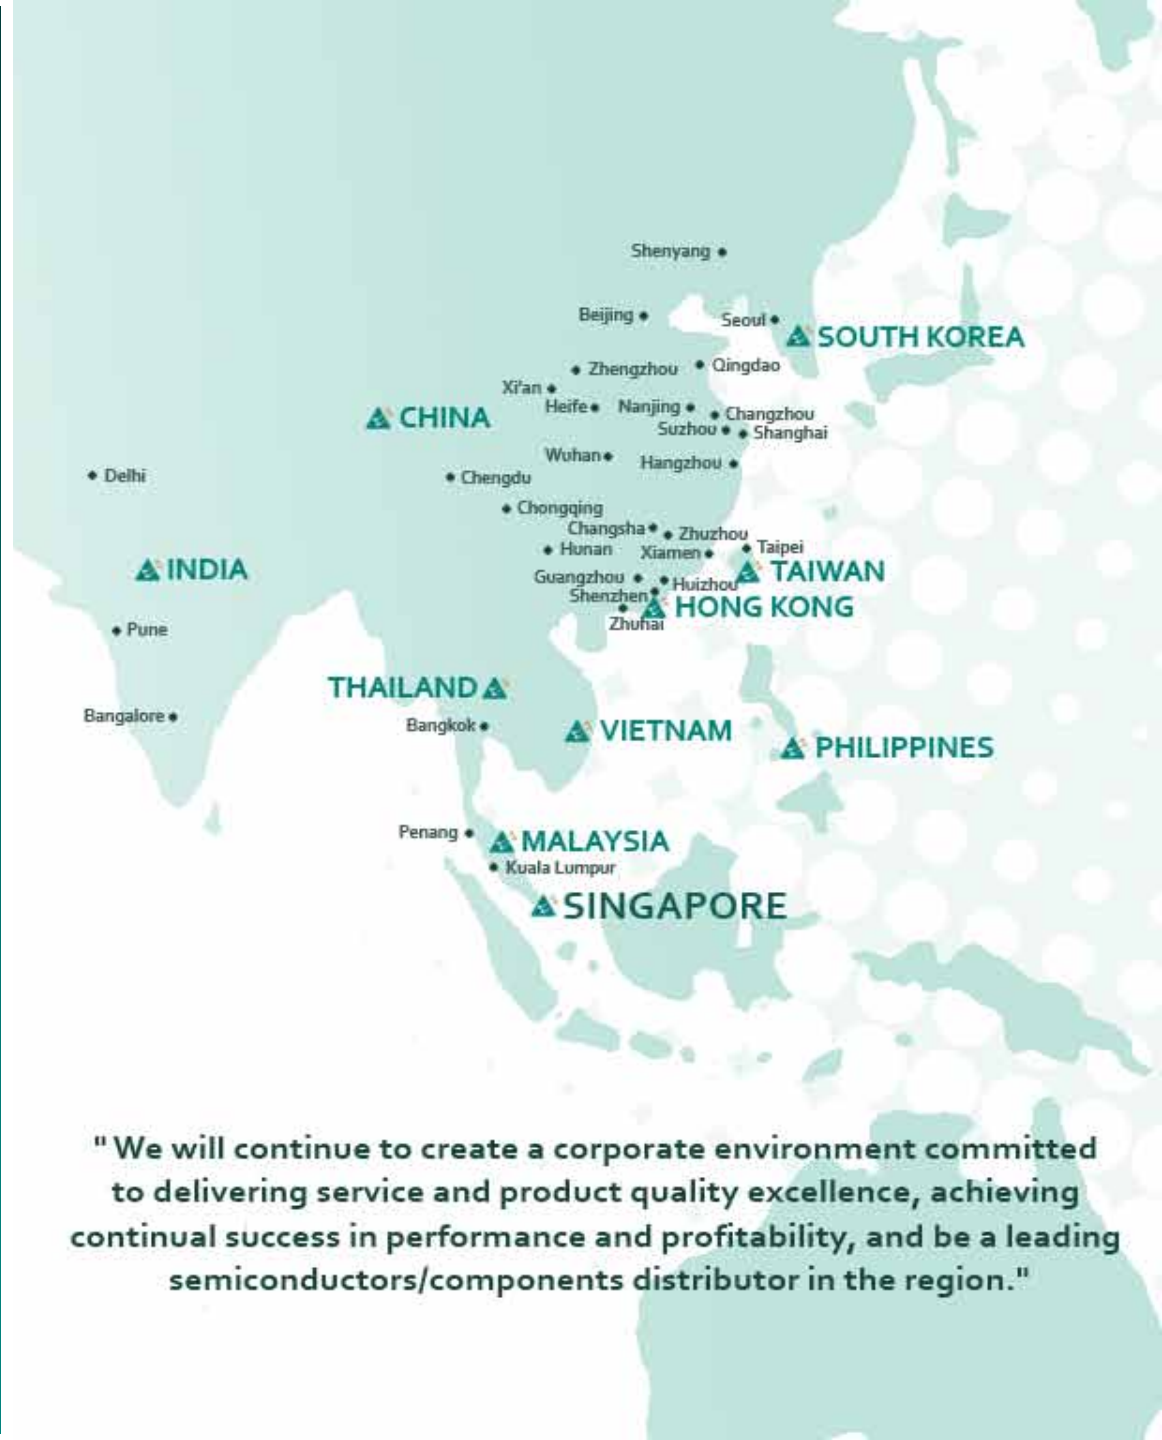 Shenyang
Beijing
Seoul
SOUTH KOREA
Zhengzhou
Qingdao
Xi'an
Heife
Nanjing
Changzhou
CHINA
Suzhou
Shanghai
Wuhan
Hangzhou
Delhi
Chengdu
Chongqing
Changsha
Zhuzhou
Hunan
Xiamen
Taipei
INDIA
TAIWAN
Guangzhou
Huizhou
Shenzhen
HONG KONG
Zhuhai
Pune
THAILAND
Bangalore
Bangkok
VIETNAM
PHILIPPINES
Penang
MALAYSIA
Kuala Lumpur
SINGAPORE
" We will continue to create a corporate environment committed
to delivering service and product quality excellence, achieving
continual success in performance and profitability, and be a leading
semiconductors/components distributor in the region."